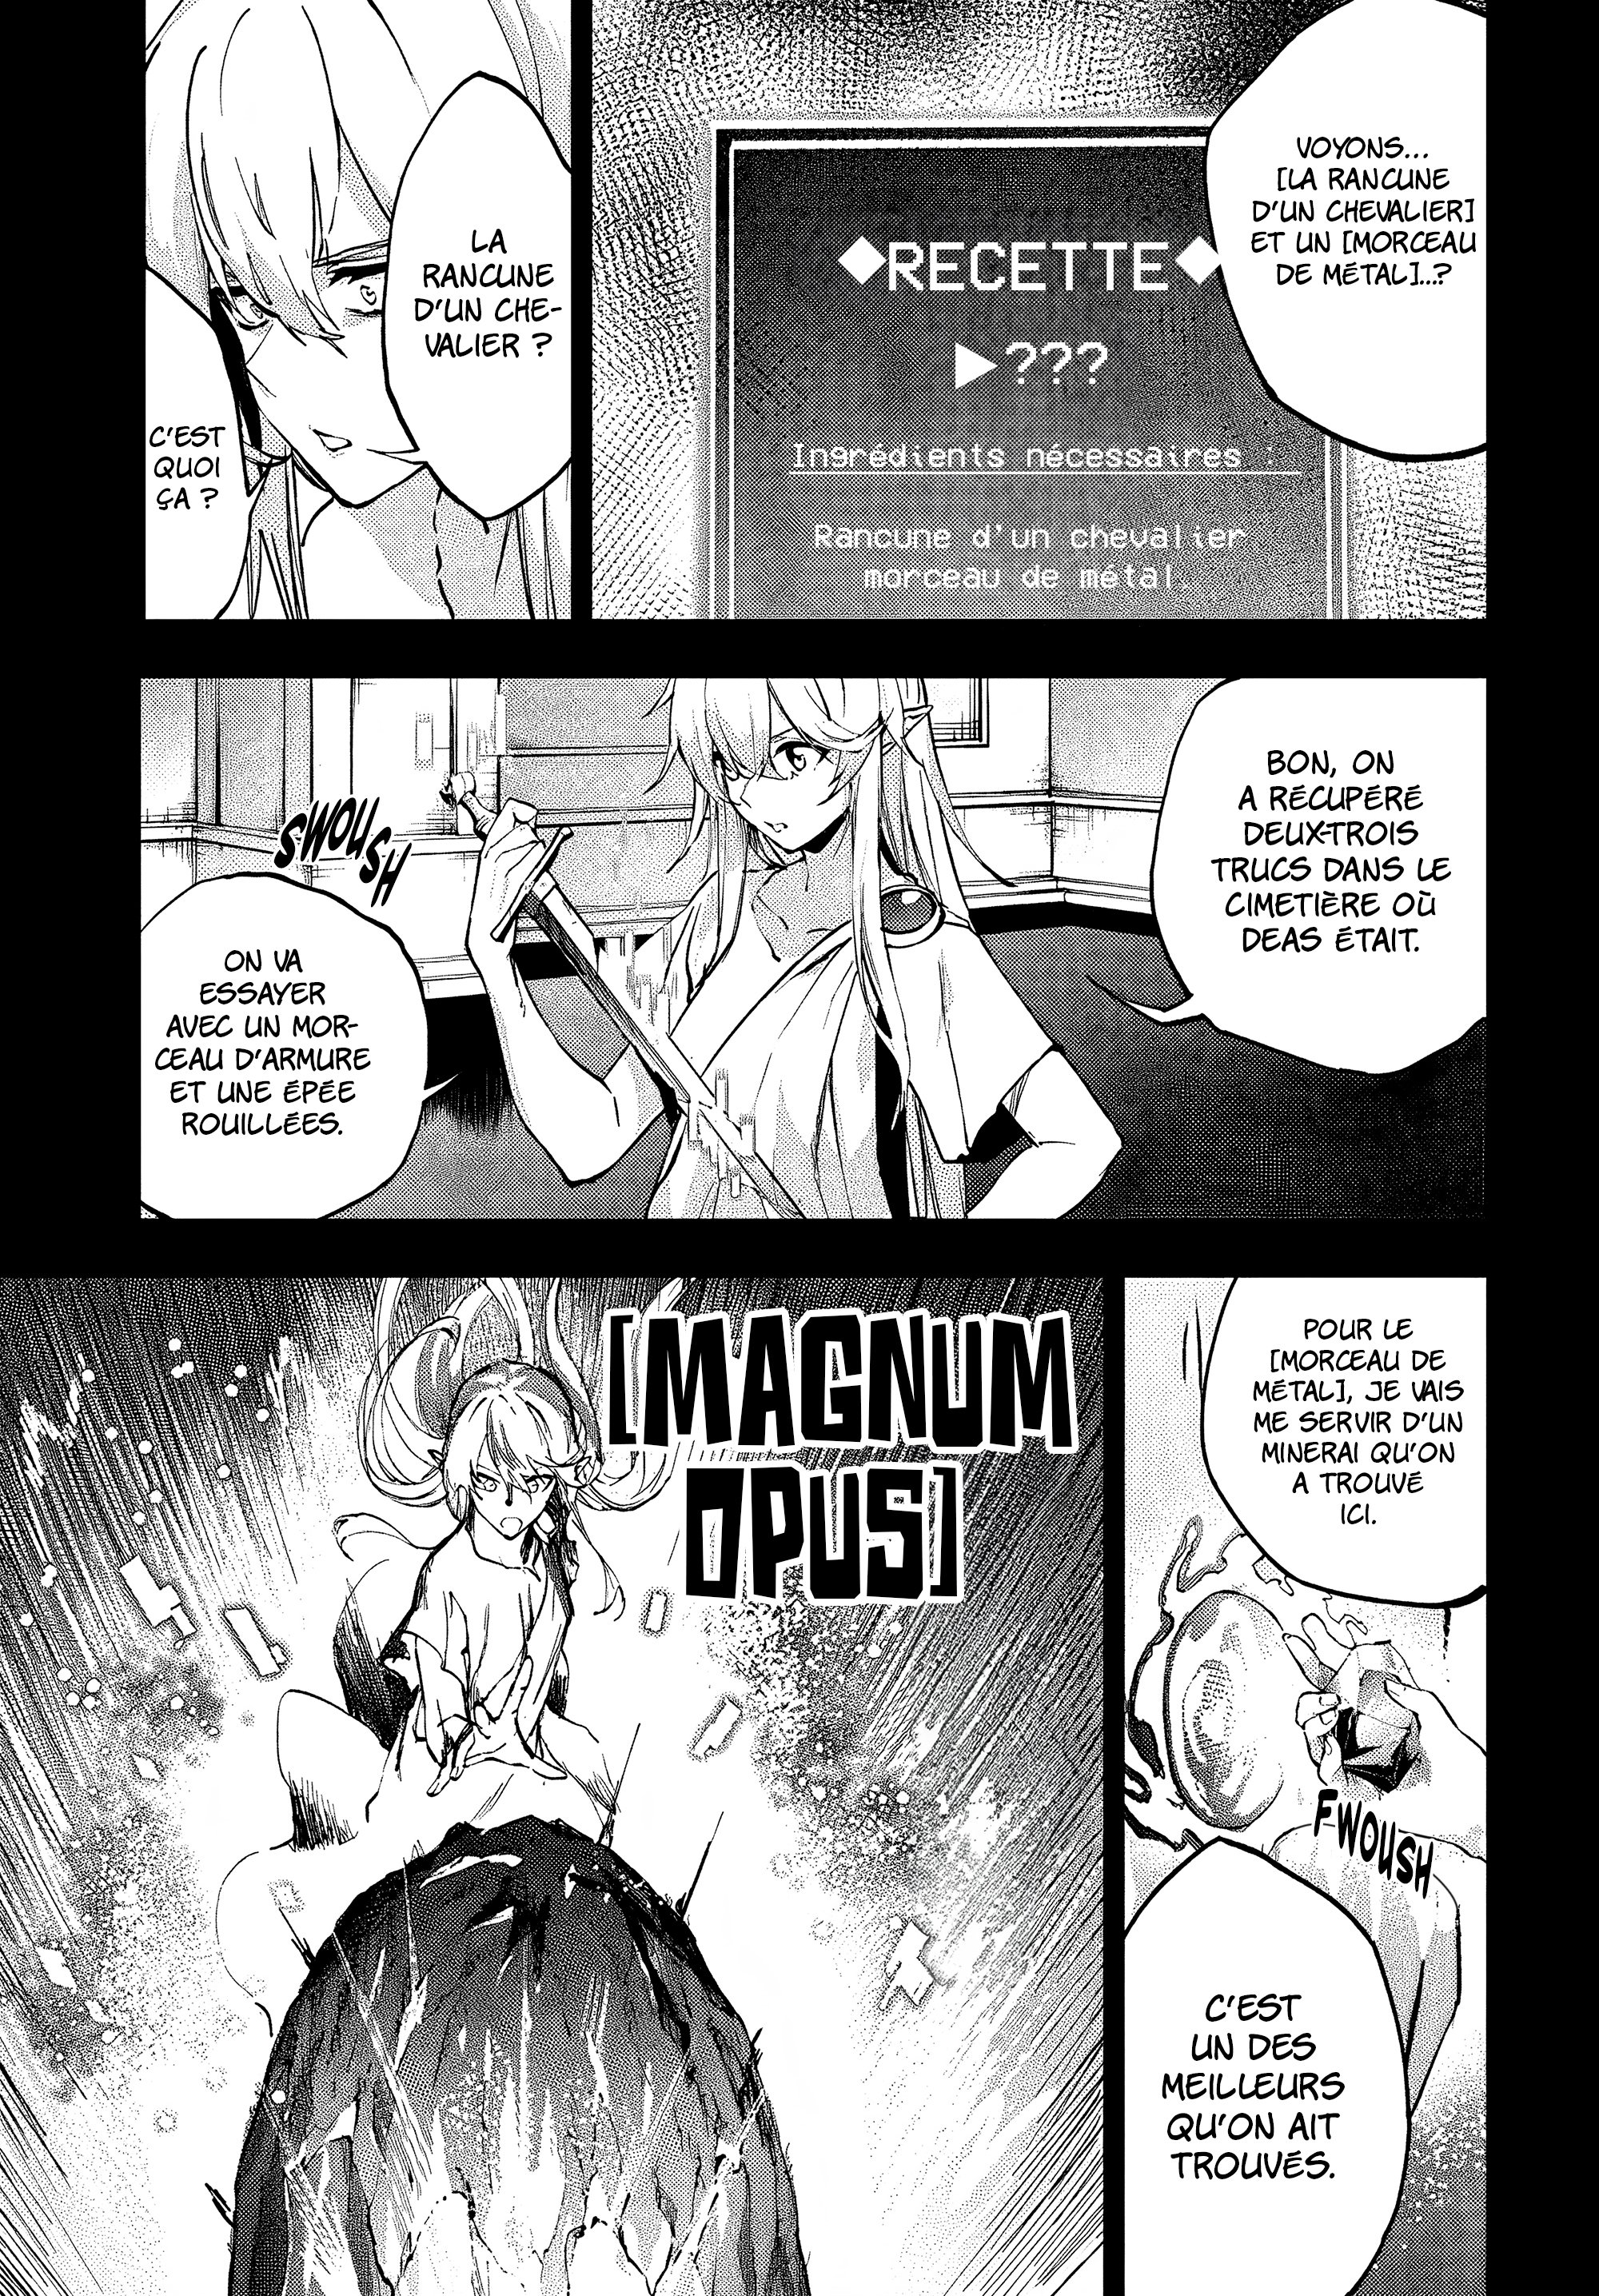 VOYONS...
[LA RANCUNE
D'UN CHEVALIER]
ET UN [MORCEAU
DE MÉTAL]...?
◆RECETTE◆
▶???
Ingrédients nécessaires :
Rancune d'un chevalier
morceau de métal.
LA
RANCUNE
D'UN CHE-
VALIER ?
C'EST
QUOI
ÇA ?
BON, ON
A RÉCUPÉRÉ
DEUX-TROIS
TRUCS DANS LE
CIMETIÈRE OÙ
DEAS ÉTAIT.
SWOUSH
ON VA
ESSAYER
AVEC UN MOR-
CEAU D'ARMURE
ET UNE ÉPÉE
ROUILLÉES.
POUR LE
[MORCEAU DE
MÉTAL], JE VAIS
ME SERVIR D'UN
MINERAI QU'ON
A TROUVÉ
ICI.
FWOUSH
C'EST
UN DES
MEILLEURS
QU'ON AIT
TROUVÉS.
[MAGNUM
OPUS]